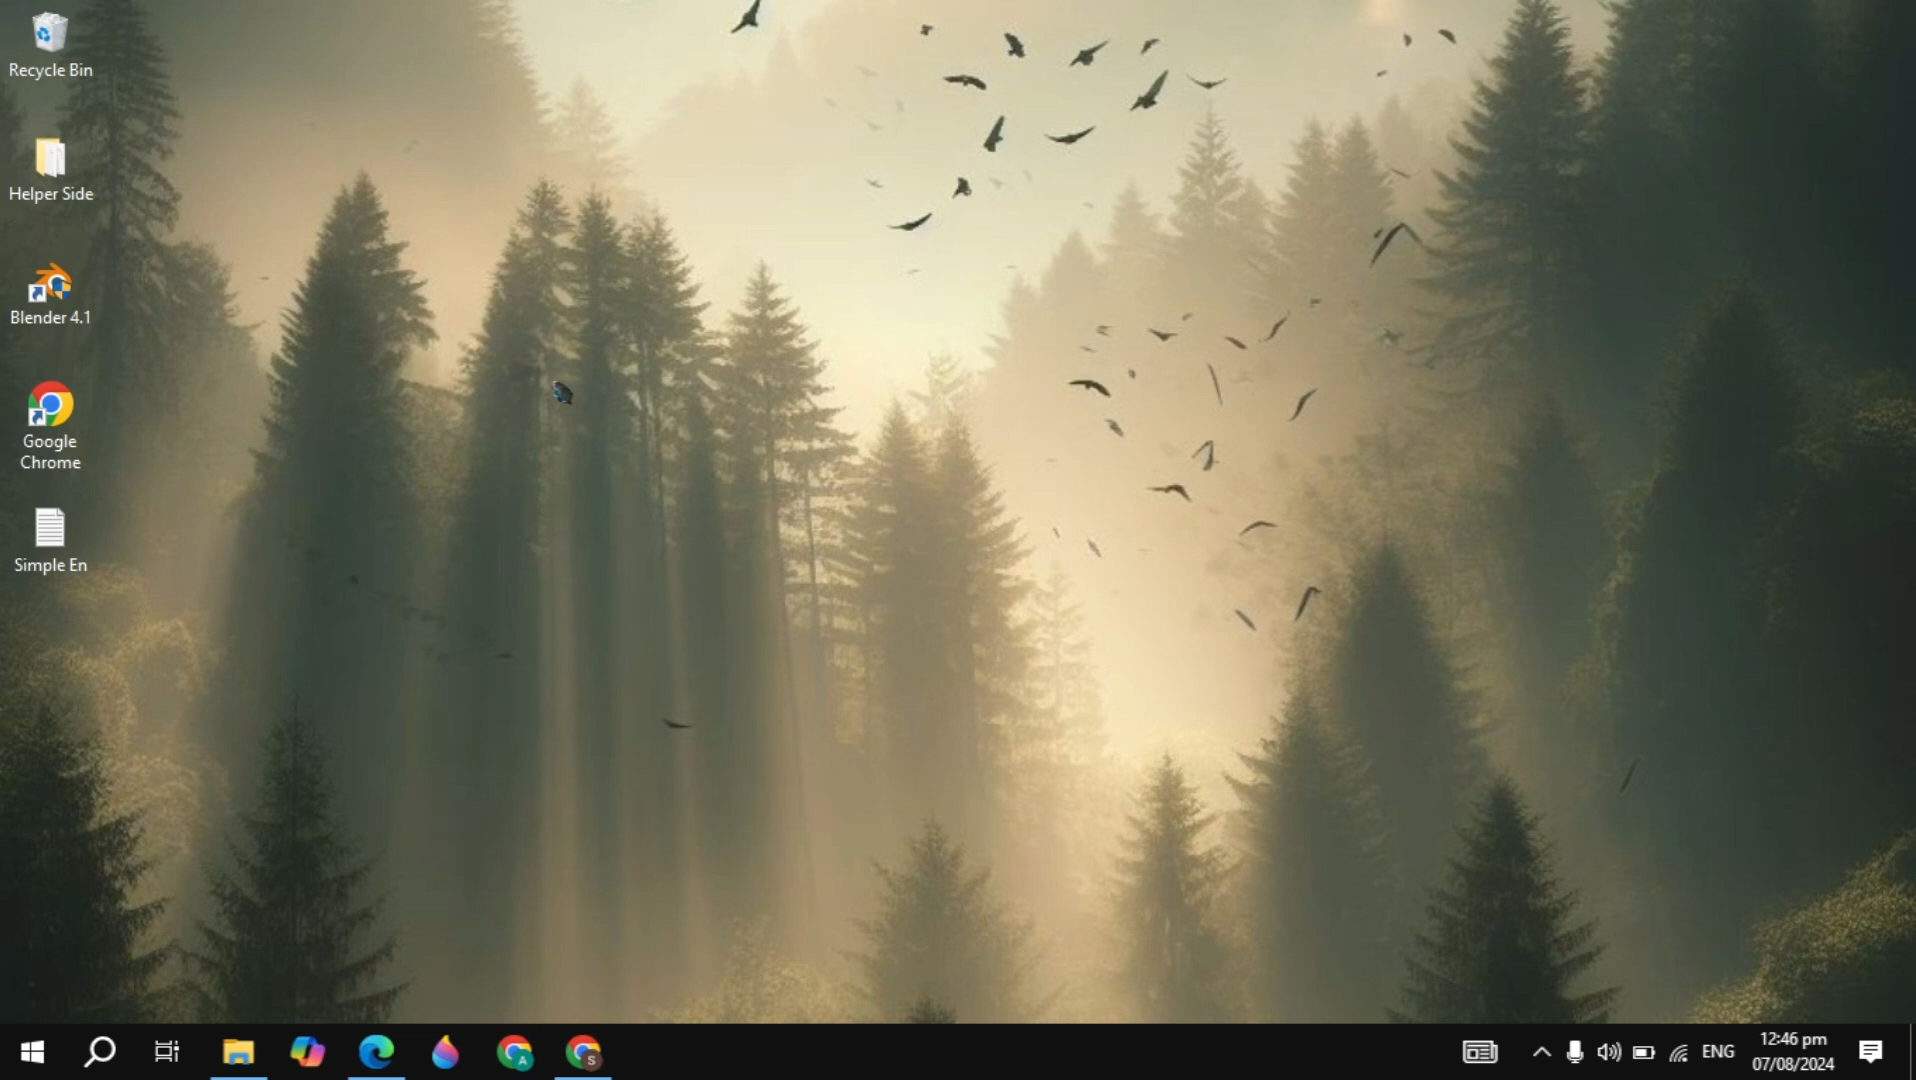 Recycle Bin
Helper Side
Blender 4.1
Google
Chrome
Simple En
A
S
ENG
12:46 pm
07/08/2024